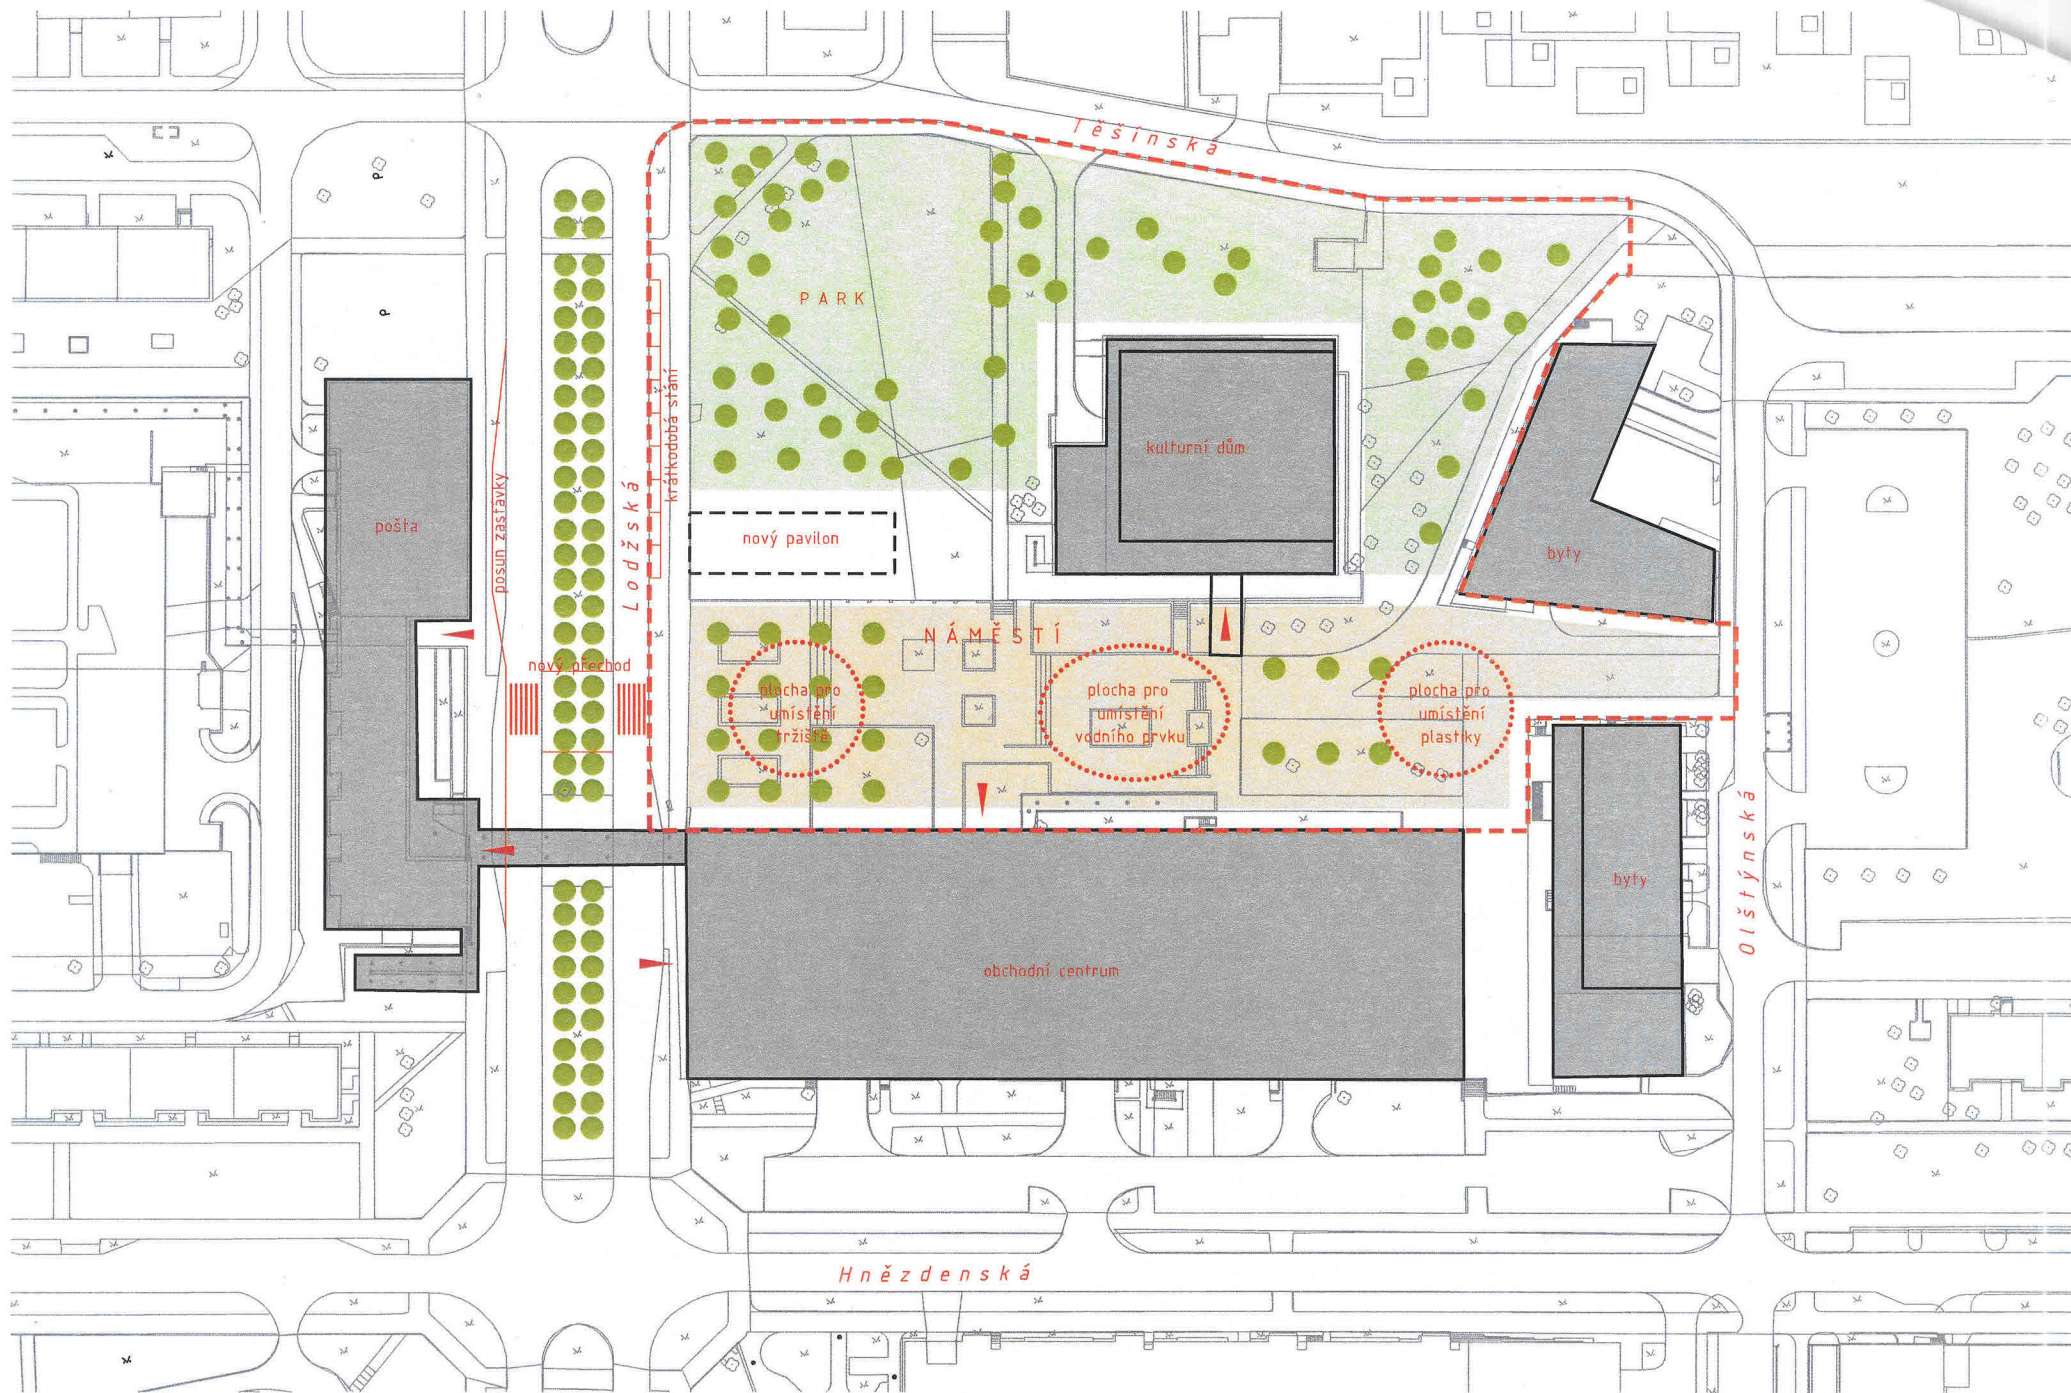 Těšínská
P
PARK
P
krátkodobá stání
kulturní dům
Lodžská
posun zastávky
pošta
nový pavilon
byty
NÁMĚSTÍ
nový přechod
plocha pro
umístění
tržiště
plocha pro
umístění
vodního prvku
plocha pro
umístění
plastiky
Olštýnská
byty
obchodní centrum
Hnězdenská